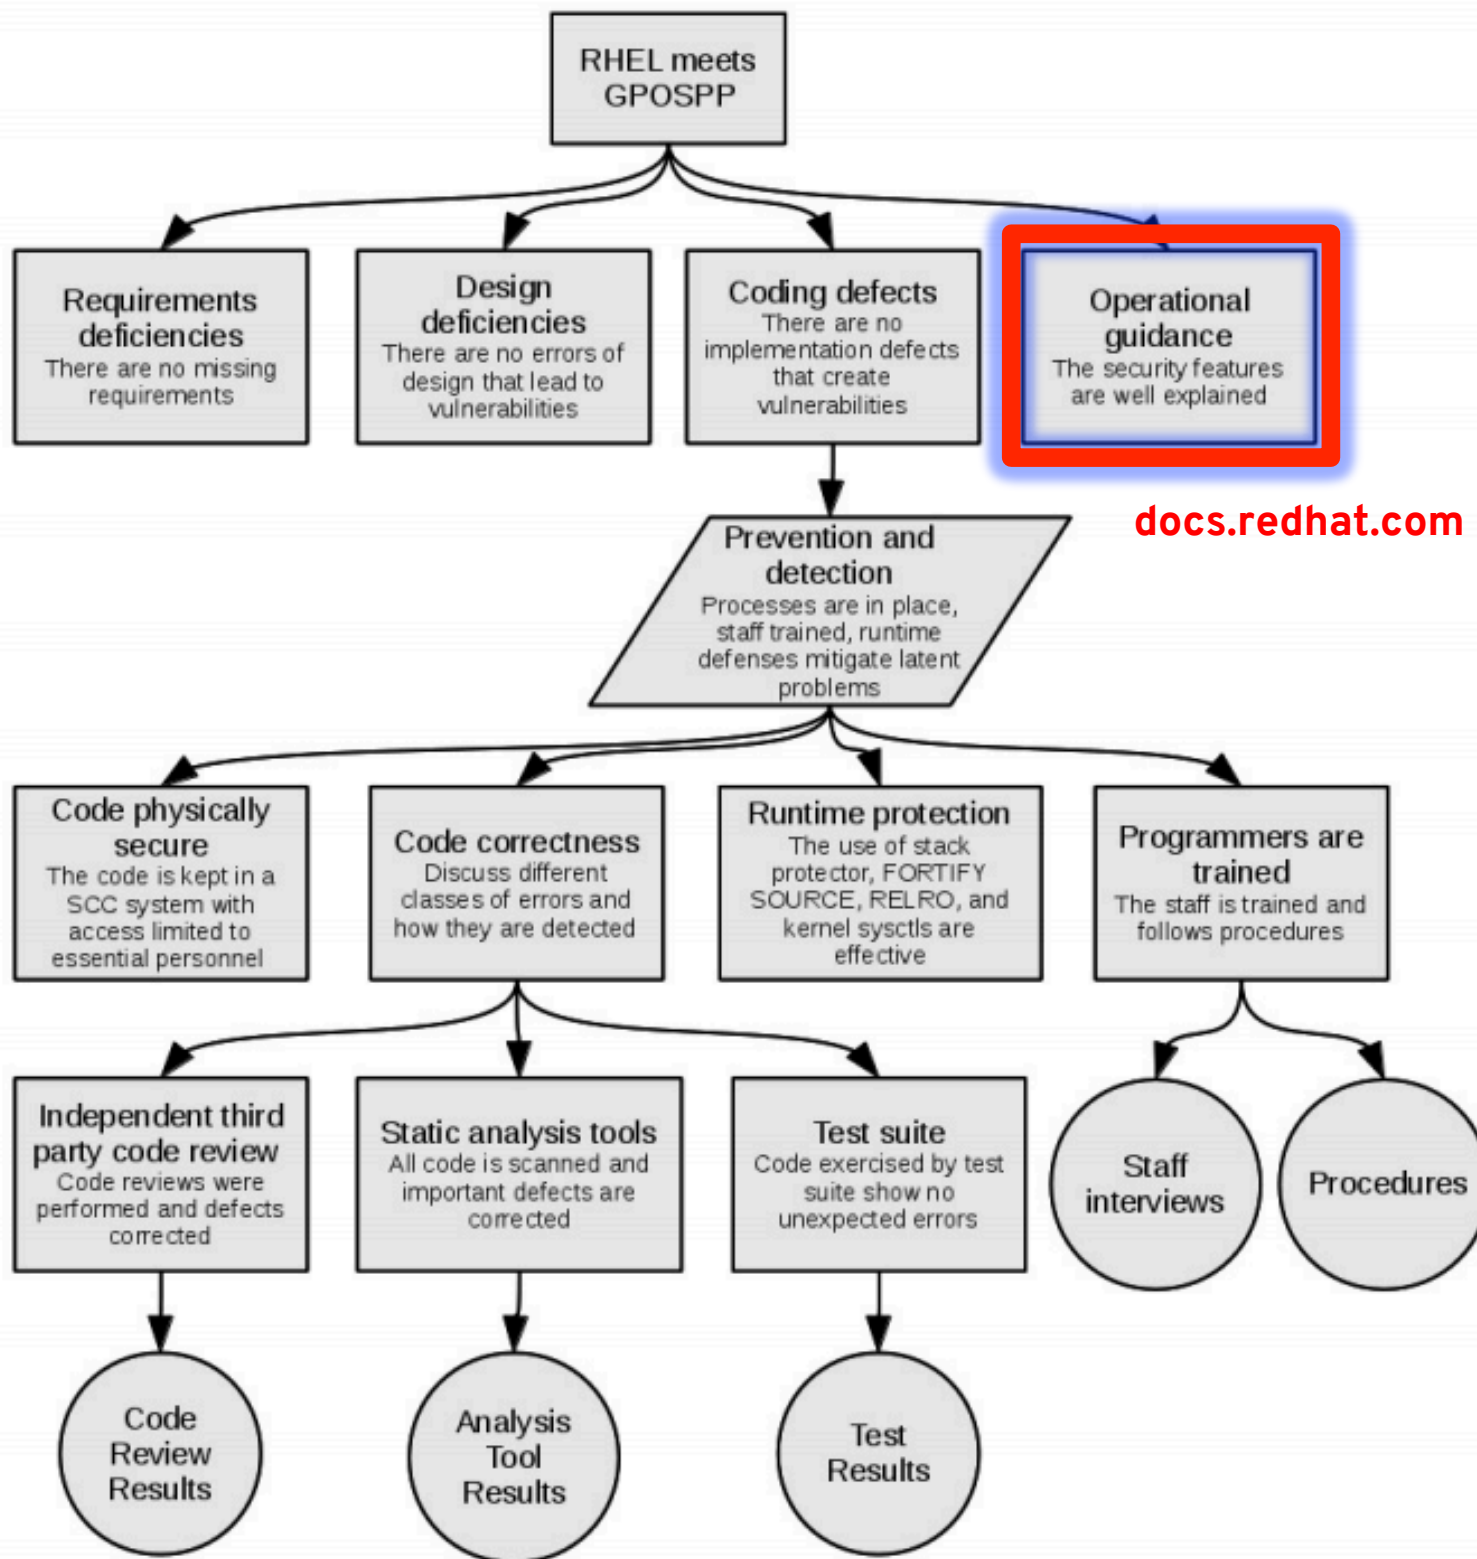 RHEL meets
GPOSPP
Requirements
deficiencies
There are no missing
requirements
Design
deficiencies
There are no errors of
design that lead to
vulnerabilities
Coding defects
There are no
implementation defects
that create
vulnerabilities
Operational
guidance
The security features
are well explained
docs.redhat.com
Prevention and
detection
Processes are in place,
staff trained, runtime
defenses mitigate latent
problems
Code physically
secure
The code is kept in a
SCC system with
access limited to
essential personnel
Code correctness
Discuss different
classes of errors and
how they are detected
Runtime protection
The use of stack
protector, FORTIFY
SOURCE, RELRO, and
kernel sysctls are
effective
Programmers are
trained
The staff is trained and
follows procedures
Independent third
party code review
Code reviews were
performed and defects
corrected
Static analysis tools
All code is scanned and
important defects are
corrected
Test suite
Code exercised by test
suite show no
unexpected errors
Staff
interviews
Procedures
Code
Review
Results
Analysis
Tool
Results
Test
Results